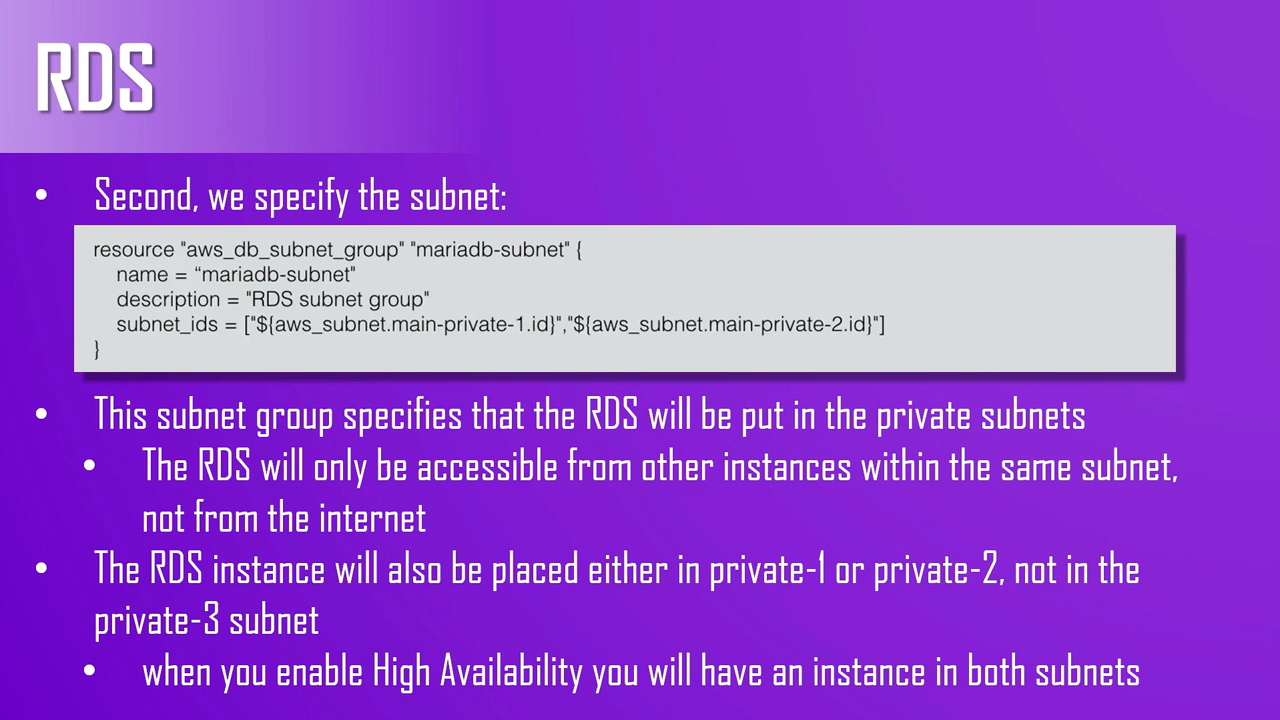 RDS
• Second, we specify the subnet:
resource "aws_db_subnet_group" "mariadb-subnet" {
name = “mariadb-subnet"
description = "RDS subnet group"
subnet_ids = ["${aws_subnet.main-private-1.id}","${aws_subnet.main-private-2.id}"]
}
• This subnet group specifies that the RDS will be put in the private subnets
• The RDS will only be accessible from other instances within the same subnet,
not from the internet
• The RDS instance will also be placed either in private-1 or private-2, not in the
private-3 subnet
• when you enable High Availability you will have an instance in both subnets